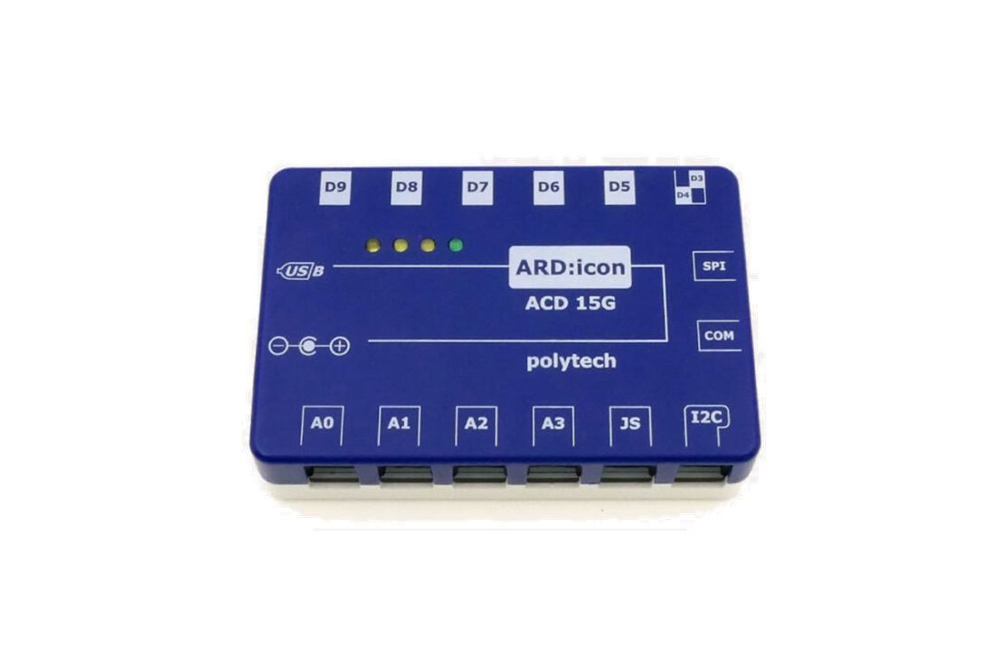 D9 D8 D7 D6 D5 D3
D4
USB ARD:icon SPI
ACD 15G
COM
polytech
A0 A1 A2 A3 JS I2C